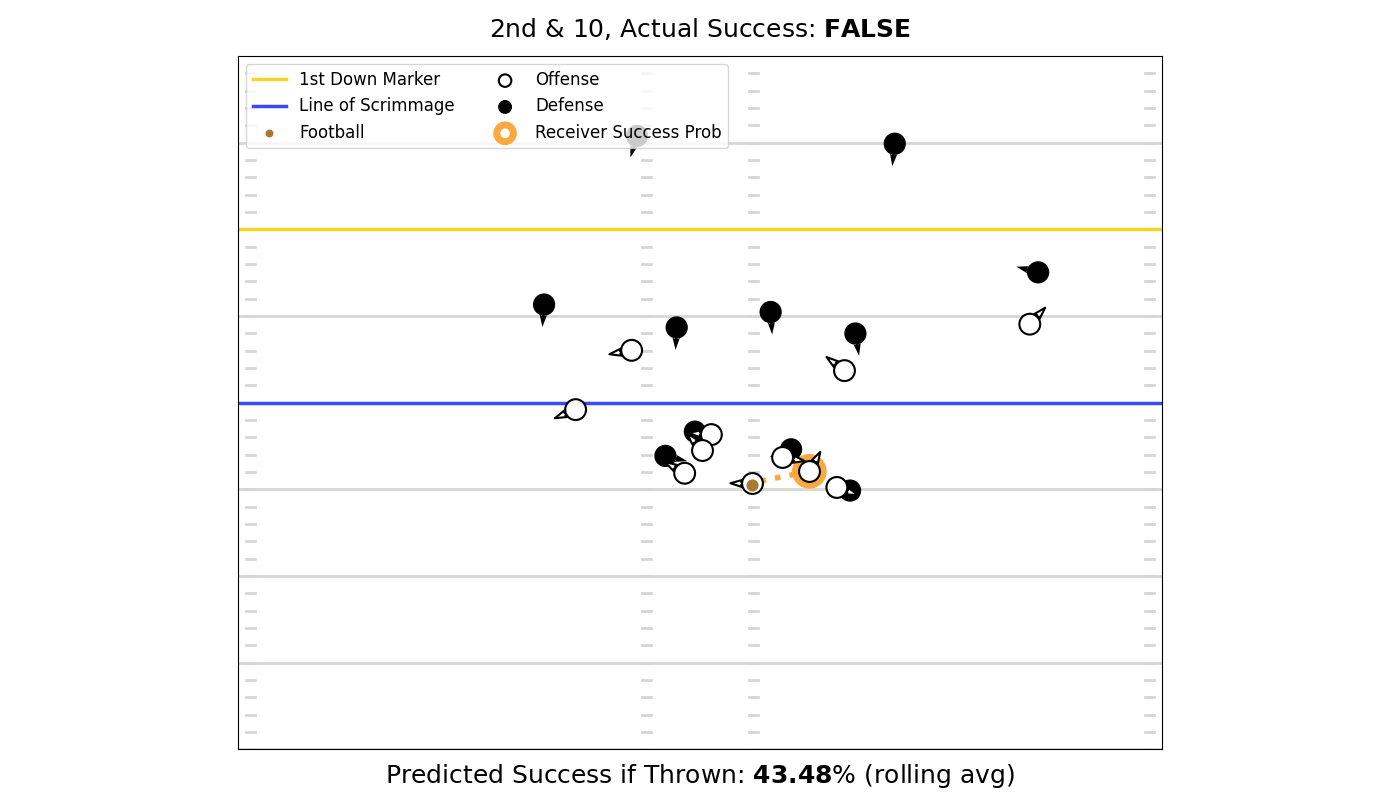 2nd & 10, Actual Success: FALSE
1st Down Marker
Line of Scrimmage
Football
Offense
Defense
Receiver Success Prob
Predicted Success if Thrown: 43.48% (rolling avg)